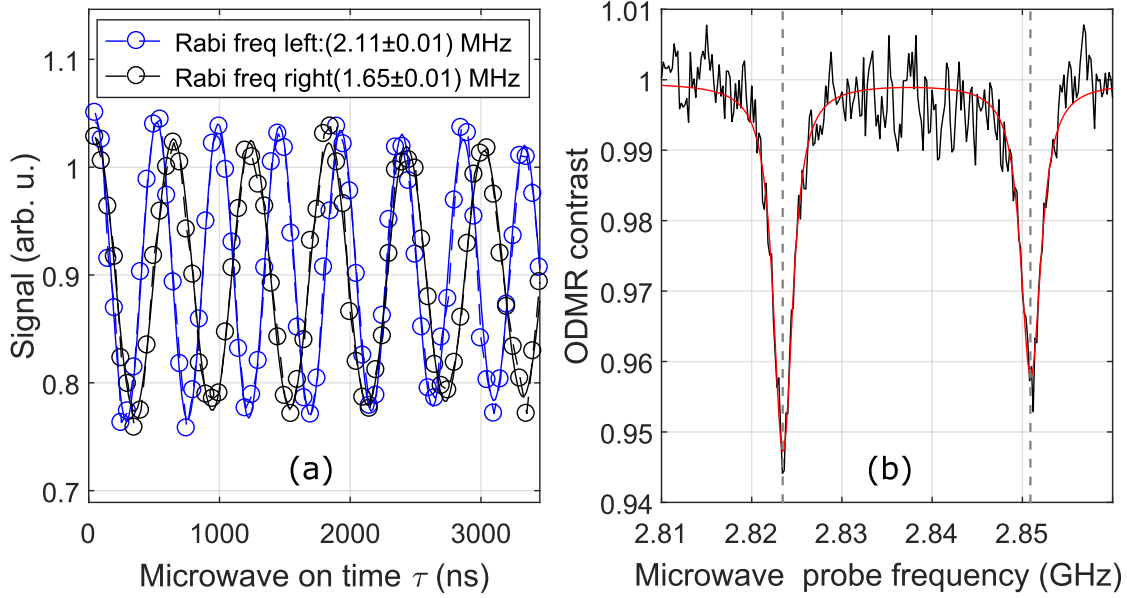 Rabi freq left:(2.11±0.01) MHz
Rabi freq right(1.65±0.01) MHz
1.1
1
0.9
0.8
0.7
Signal (arb. u.)
(a)
0
1000
2000
3000
Microwave on time τ (ns)
1.01
1
0.99
0.98
0.97
0.96
0.95
0.94
ODMR contrast
(b)
2.81
2.82
2.83
2.84
2.85
Microwave probe frequency (GHz)